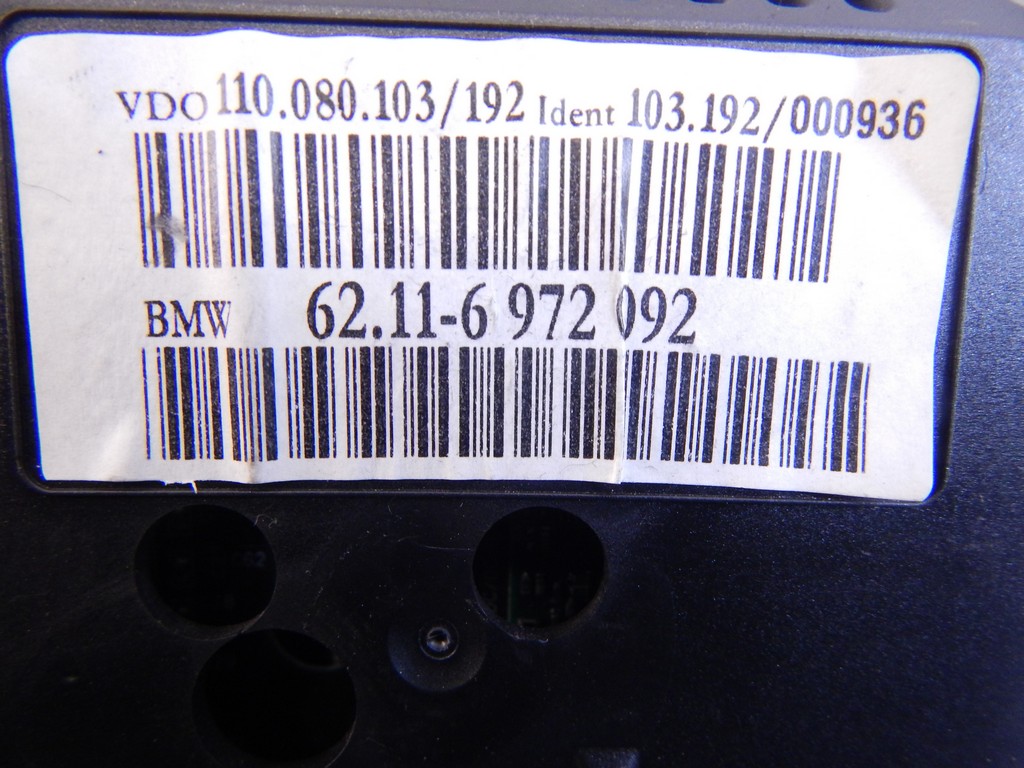 VDO 110.080.103/192 Ident 103.192/000936
BMW 62.11-6 972 092